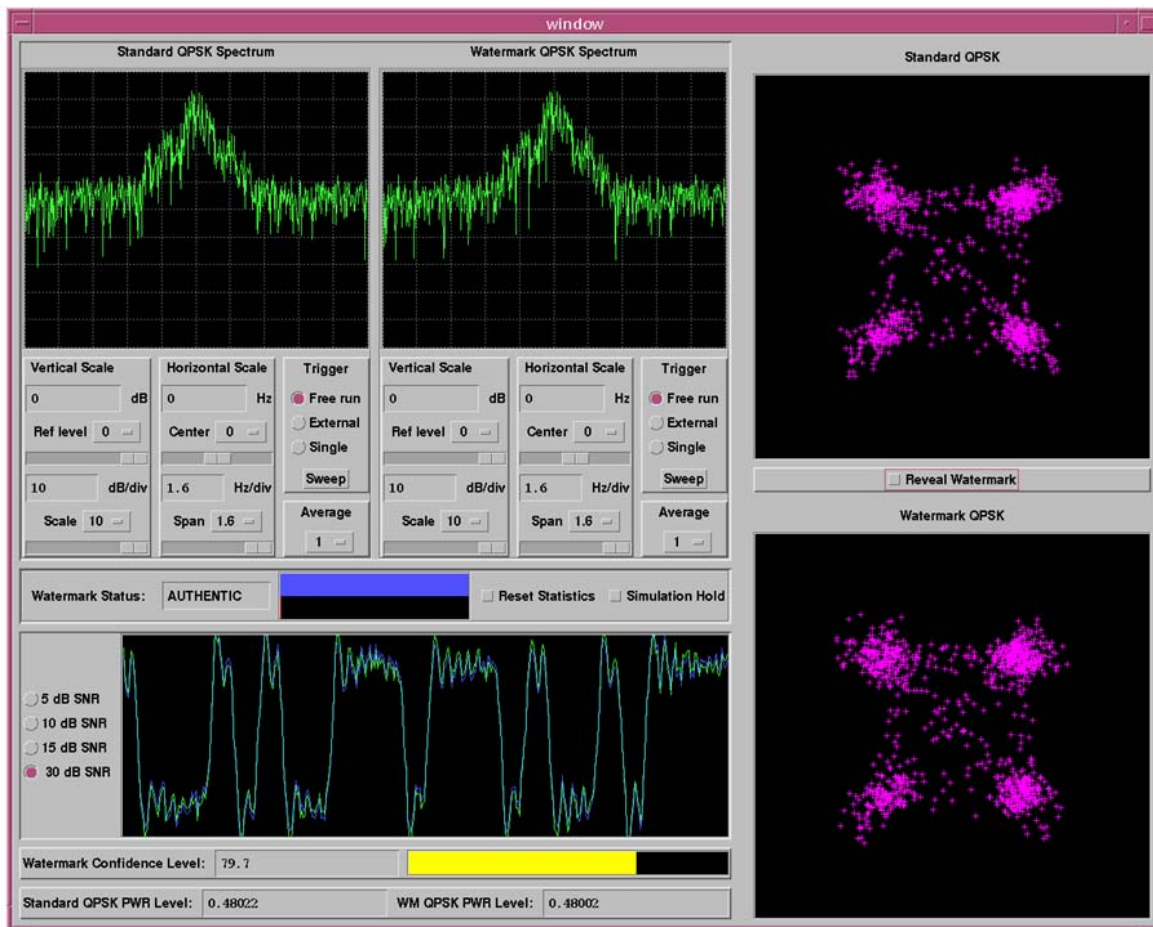 window
Standard QPSK Spectrum
Watermark QPSK Spectrum
Standard QPSK
Vertical Scale
0 dB
Ref level 0
10 dB/div
Scale 10
Horizontal Scale
0 Hz
Center 0
1.6 Hz/div
Span 1.6
Trigger
Free run
External
Single
Sweep
Average
1
Vertical Scale
0 dB
Ref level 0
10 dB/div
Scale 10
Horizontal Scale
0 Hz
Center 0
1.6 Hz/div
Span 1.6
Trigger
Free run
External
Single
Sweep
Average
1
Reveal Watermark
Watermark QPSK
Watermark Status: AUTHENTIC
Reset Statistics
Simulation Hold
5 dB SNR
10 dB SNR
15 dB SNR
30 dB SNR
Watermark Confidence Level: 79.7
Standard QPSK PWR Level: 0.48022
WM QPSK PWR Level: 0.48002